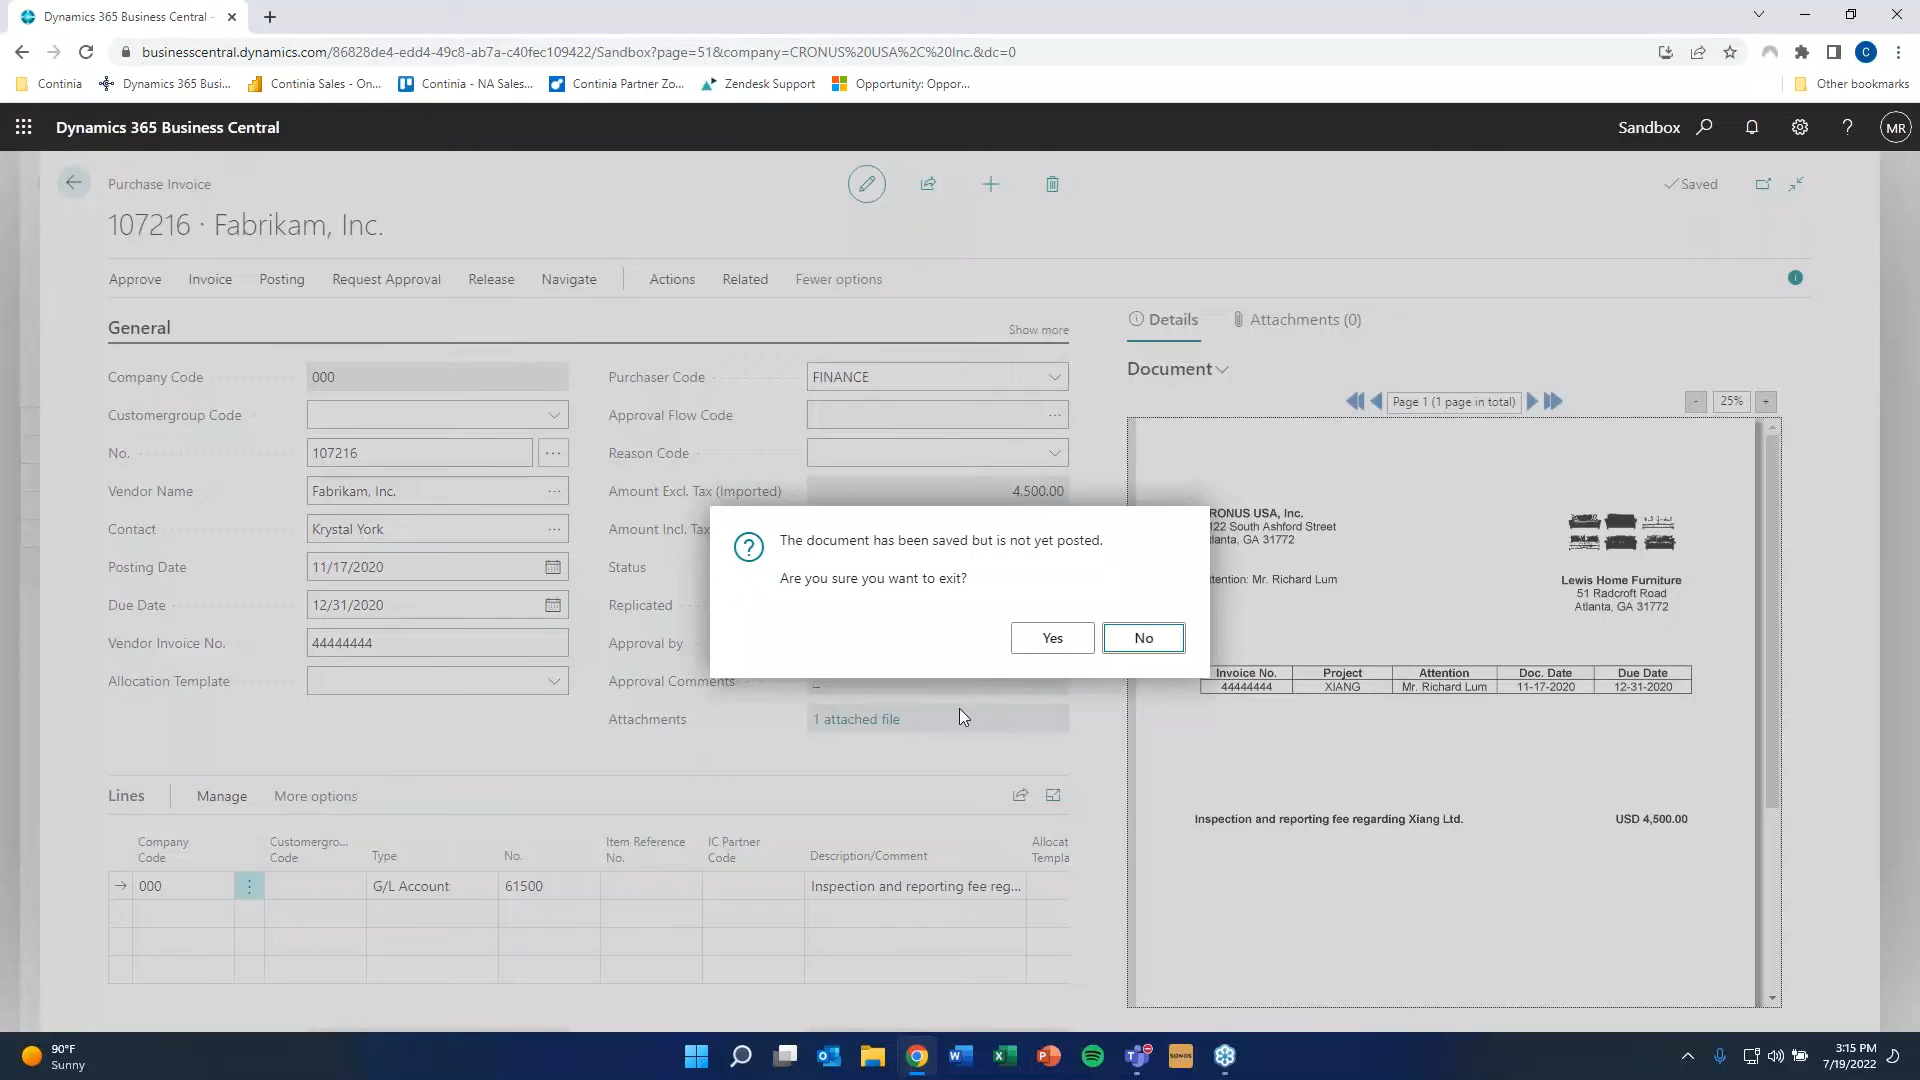 Dynamics 365 Business Central -
businesscentral.dynamics.com/86828de4-edd4-49c8-ab7a-c40fec109422/Sandbox?page=51&company=CRONUS%20USA%2C%20Inc.&dc=0
C
Continia
Dynamics 365 Busi...
Continia Sales - On...
Continia - NA Sales...
Continia Partner Zo...
Zendesk Support
Opportunity: Oppor...
Other bookmarks
Dynamics 365 Business Central
Sandbox
MR
Purchase Invoice
Saved
107216 · Fabrikam, Inc.
Approve
Invoice
Posting
Request Approval
Release
Navigate
Actions
Related
Fewer options
General
Show more
Company Code
000
Customergroup Code
No.
107216
Vendor Name
Fabrikam, Inc.
Contact
Krystal York
Posting Date
11/17/2020
Due Date
12/31/2020
Vendor Invoice No.
44444444
Allocation Template
Purchaser Code
FINANCE
Approval Flow Code
Reason Code
Amount Excl. Tax (Imported)
4.500.00
Amount Incl. Tax
Status
Replicated
Approval by
Approval Comments
Attachments
1 attached file
The document has been saved but is not yet posted.
Are you sure you want to exit?
Yes
No
Details
Attachments (0)
Document
Page 1 (1 page in total)
- 25% +
RONUS USA, Inc.
122 South Ashford Street
tlanta, GA 31772
ttention: Mr. Richard Lum
Lewis Home Furniture
51 Radcroft Road
Atlanta, GA 31772
Invoice No. Project Attention Doc. Date Due Date
44444444 XIANG Mr. Richard Lum 11-17-2020 12-31-2020
Inspection and reporting fee regarding Xiang Ltd. USD 4,500.00
Lines
Manage
More options
Company Code
Customergro... Code
Type
No.
Item Reference No.
IC Partner Code
Description/Comment
Allocat Templa
000
G/L Account
61500
Inspection and reporting fee reg...
90°F
Sunny
SONOS
3:15 PM
7/19/2022